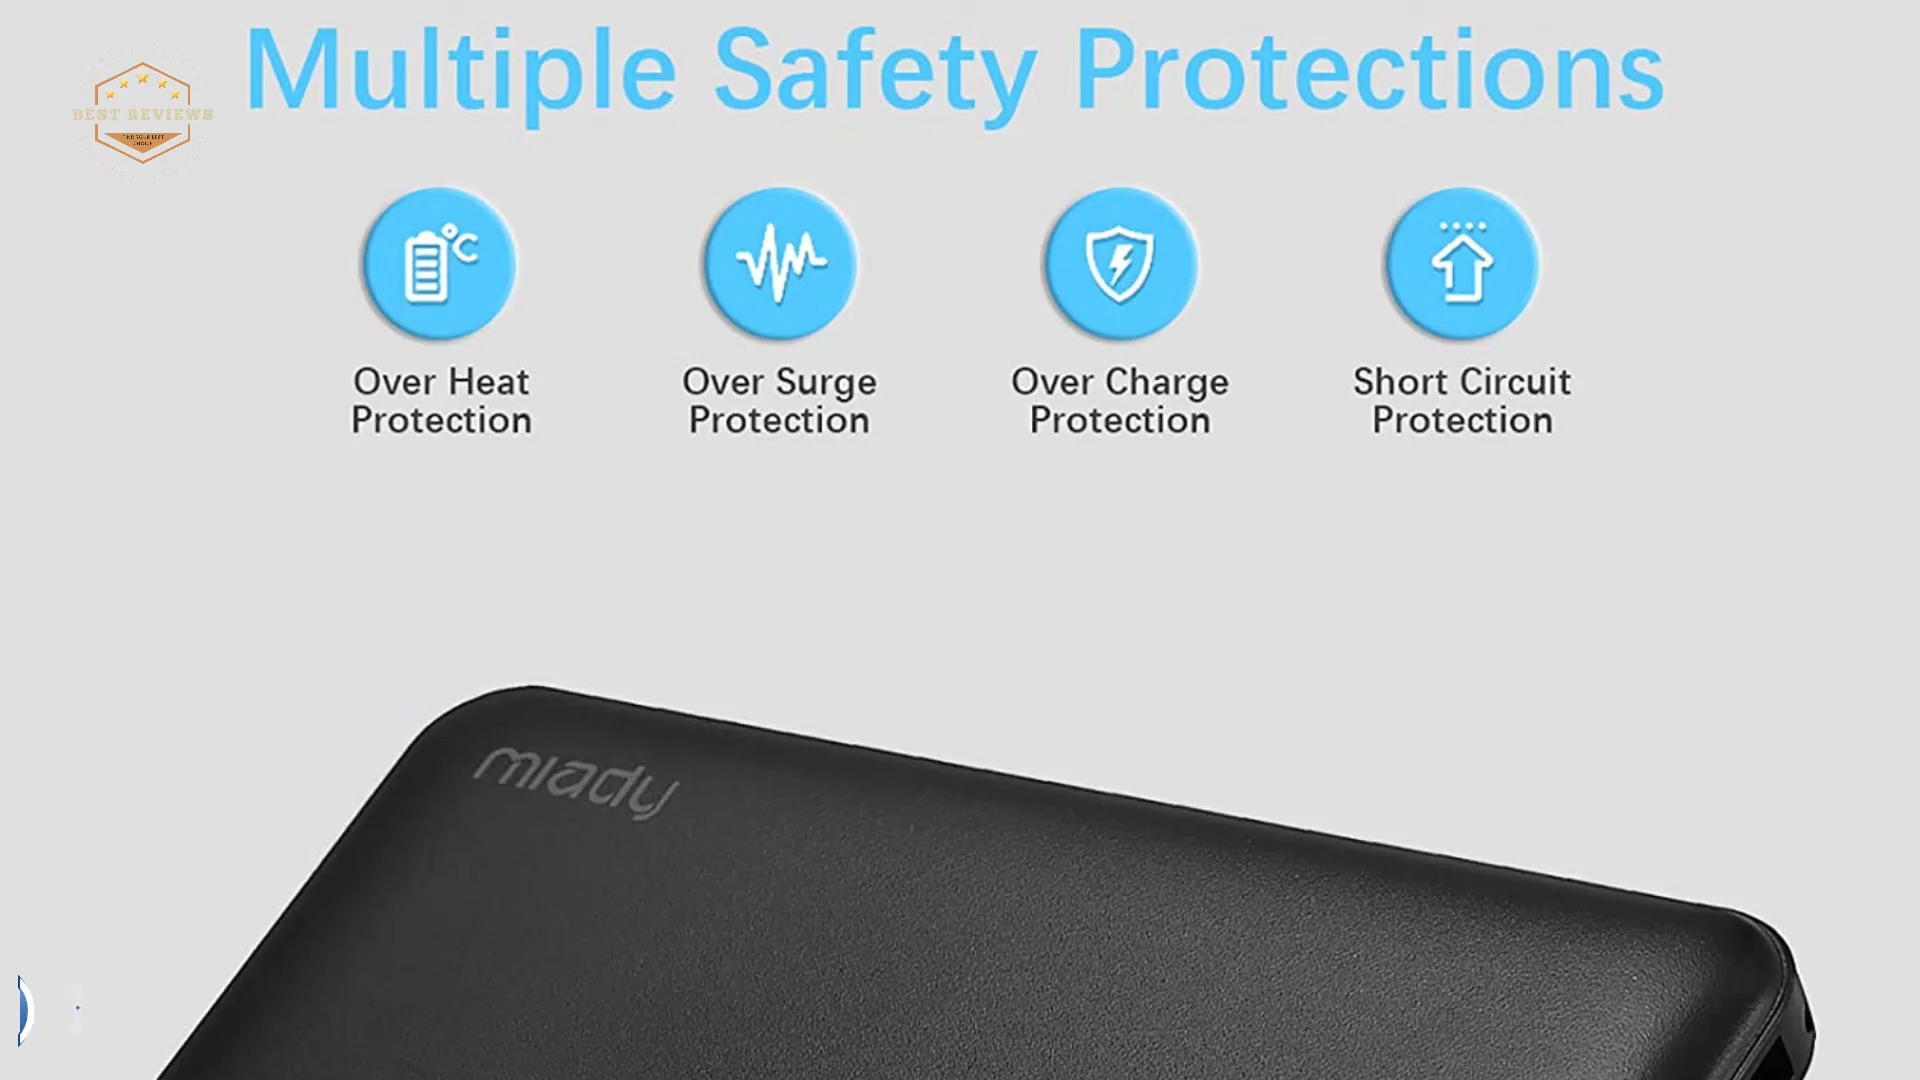 Multiple Safety Protections
BEST REVIEWS
°C
Over Heat
Protection
Over Surge
Protection
Over Charge
Protection
Short Circuit
Protection
miady